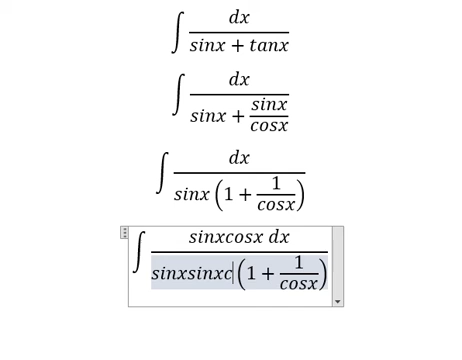 ∫ dx / (sinx + tanx)
∫ dx / (sinx + sinx/cosx)
∫ dx / (sinx (1 + 1/cosx))
∫ sinxcosx dx / (sinxsinxc (1 + 1/cosx))